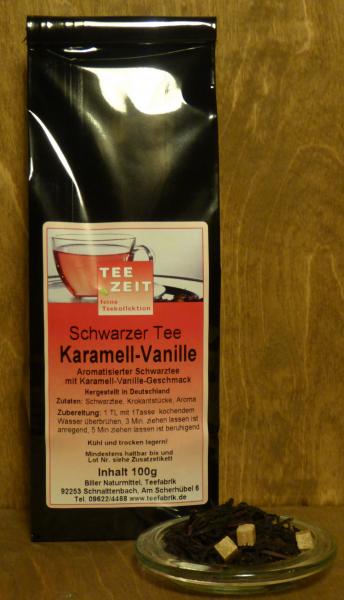 TEE
ZEIT
feine
Teekollektion
Schwarzer Tee
Karamell-Vanille
Aromatisierter Schwarztee
mit Karamell-Vanille-Geschmack
Hergestellt in Deutschland
Zutaten: Schwarztee, Krokantstücke, Aroma
Zubereitung: 1 TL mit 1Tasse kochendem
Wasser überbrühen, 3 Min. ziehen lassen ist
anregend, 5 Min ziehen lassen ist beruhigend
Kühl und trocken lagern!
Mindestens haltbar bis und
Lot Nr. siehe Zusatzetikett
Inhalt 100g
Biller Naturmittel, Teefabrik
92253 Schnaittenbach, Am Scherhübel 6
Tel. 09622/4488 www.teefabrik.de